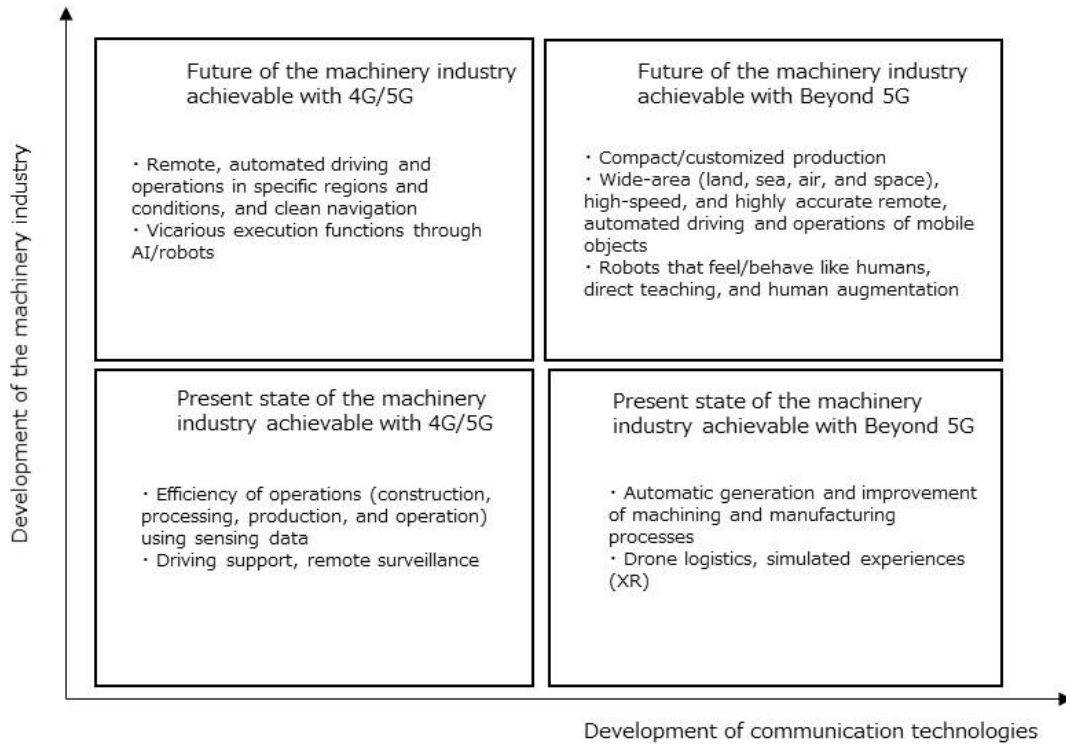 Development of the machinery industry
Future of the machinery industry
achievable with 4G/5G
・Remote, automated driving and
operations in specific regions and
conditions, and clean navigation
・Vicarious execution functions through
AI/robots
Future of the machinery industry
achievable with Beyond 5G
・Compact/customized production
・Wide-area (land, sea, air, and space),
high-speed, and highly accurate remote,
automated driving and operations of mobile
objects
・Robots that feel/behave like humans,
direct teaching, and human augmentation
Present state of the machinery
industry achievable with 4G/5G
・Efficiency of operations (construction,
processing, production, and operation)
using sensing data
・Driving support, remote surveillance
Present state of the machinery
industry achievable with Beyond 5G
・Automatic generation and improvement
of machining and manufacturing
processes
・Drone logistics, simulated experiences
(XR)
Development of communication technologies